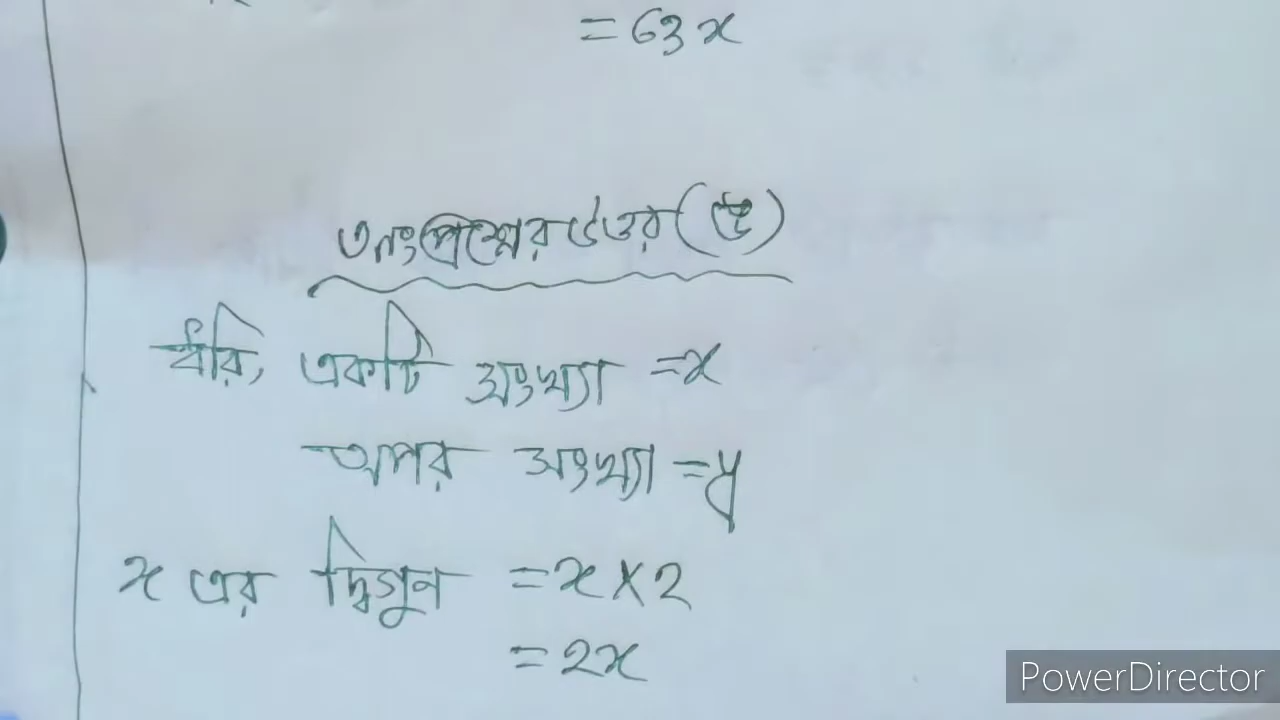 = 63x
৩নং প্রশ্নের উত্তর (ঙ)
ধরি, একটি সংখ্যা = x
অপর সংখ্যা = y
x এর দ্বিগুন = x × 2
= 2x
PowerDirector